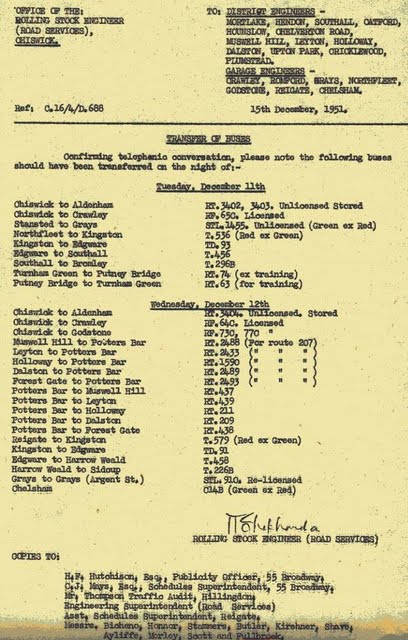 OFFICE OF THE:
ROLLING STOCK ENGINEER
(ROAD SERVICES),
CHISWICK.
TO: DISTRICT ENGINEERS -
MORTLAKE, HENDON, SOUTHALL, CATFORD,
HOUNSLOW, CHELVERTON ROAD,
MUSWELL HILL, LEYTON, HOLLOWAY,
DALSTON, UPTON PARK, CRICKLEWOOD,
PLUMSTEAD.
GARAGE ENGINEERS -
CRAWLEY, ROMFORD, GRAYS, NORTHFLEET,
GODSTONE, REIGATE, CHELSHAM.
Ref: C.16/4/D.688
15th December, 1951.
TRANSFER OF BUSES
Confirming telephonic conversation, please note the following buses
should have been transferred on the night of:-
Tuesday, December 11th
Chiswick to Aldenham RT.3402, 3403. Unlicensed Stored
Chiswick to Crawley RF.650. Licensed
Stansted to Grays STL.1455. Unlicensed (Green ex Red)
Northfleet to Kingston T.536 (Red ex Green)
Kingston to Edgware TD.93
Edgware to Southall T.456
Southall to Bromley T.296B
Turnham Green to Putney Bridge RT.74 (ex training)
Putney Bridge to Turnham Green RT.63 (for training)
Wednesday, December 12th
Chiswick to Aldenham RT.3404. Unlicensed. Stored
Chiswick to Crawley RF.640. Licensed
Chiswick to Godstone RF.730, 770 "
Muswell Hill to Potters Bar RT.2488 (For route 207)
Leyton to Potters Bar RT.2433 ( " " " )
Holloway to Potters Bar RT.1590 ( " " " )
Dalston to Potters Bar RT.2489 ( " " " )
Forest Gate to Potters Bar RT.2493 ( " " " )
Potters Bar to Muswell Hill RT.437
Potters Bar to Leyton RT.439
Potters Bar to Holloway RT.211
Potters Bar to Dalston RT.209
Potters Bar to Forest Gate RT.438
Reigate to Kingston T.579 (Red ex Green)
Kingston to Edgware TD.91
Edgware to Harrow Weald T.458
Harrow Weald to Sidcup T.226B
Grays to Grays (Argent St.) STL.910. Re-licensed
Chelsham C14B (Green ex Red)
ROLLING STOCK ENGINEER (ROAD SERVICES)
COPIES TO:
H.F. Hutchison, Esq., Publicity Officer, 55 Broadway,
C.J. Mays, Esq., Schedules Superintendent, 55 Broadway,
Mr. Thompson Traffic Audit, Hillingdon,
Engineering Superintendent (Road Services)
Asst. Schedules Superintendent, Reigate,
Messrs. Bicheno, Hannor, Stammers, Butler, Kirshner, Shave,
Ayliffe, Morley, Scott and Pullbrook.